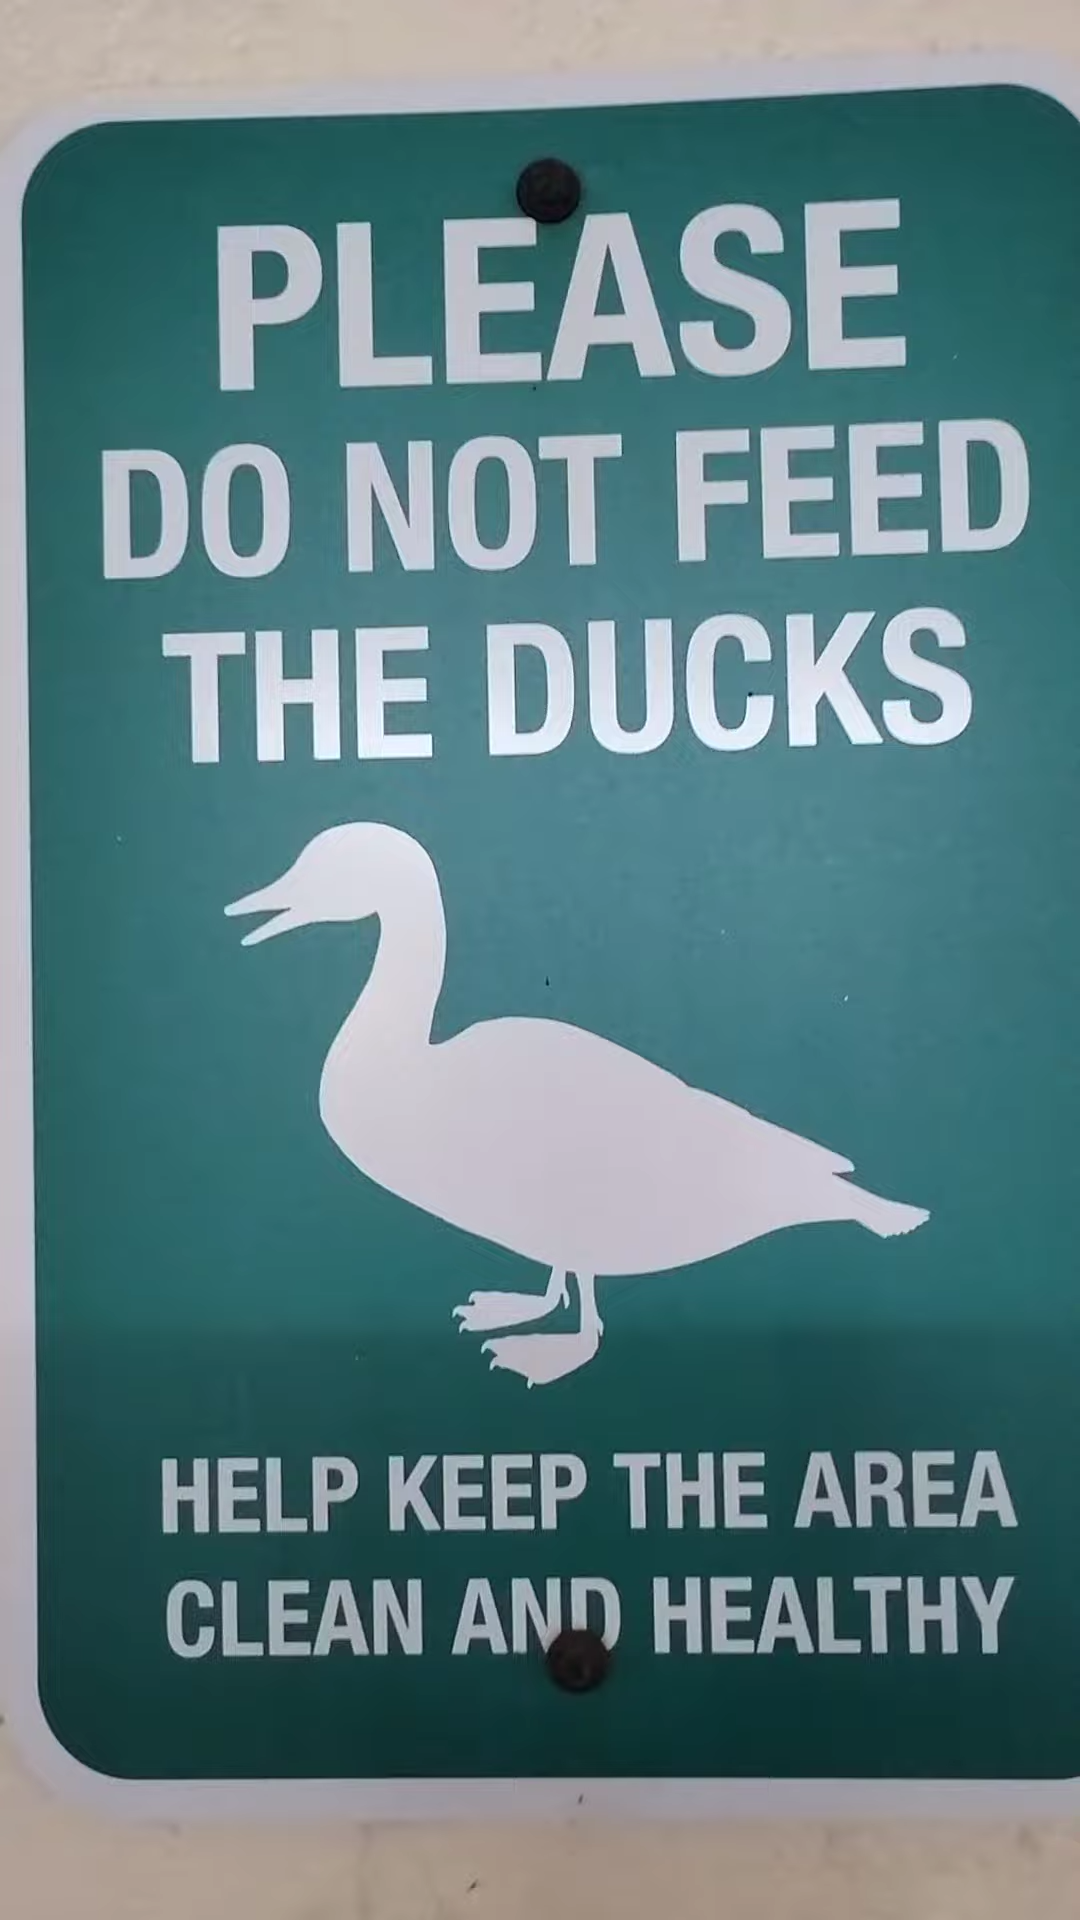 PLEASE
DO NOT FEED
THE DUCKS
HELP KEEP THE AREA
CLEAN AND HEALTHY